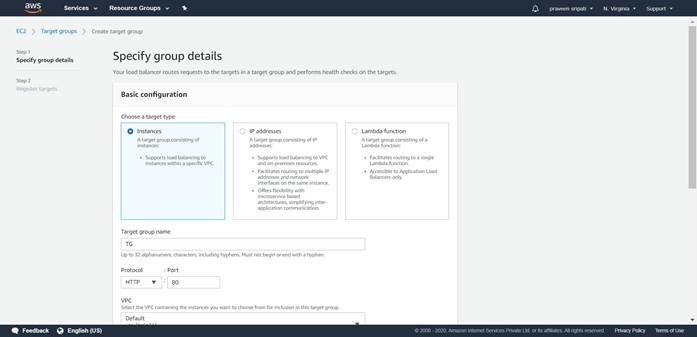 aws
Services
Resource Groups
praveen sripati
N. Virginia
Support
EC2 > Target groups > Create target group
Step 1
Specify group details
Step 2
Register targets
Specify group details
Your load balancer routes requests to the targets in a target group and performs health checks on the targets.
Basic configuration
Choose a target type
Instances
A target group consisting of
instances:
• Supports load balancing to
instances within a specific VPC.
IP addresses
A target group consisting of IP
addresses:
• Supports load balancing to VPC
and on-premises resources.
• Facilitates routing to multiple IP
addresses and network
interfaces on the same instance.
• Offers flexibility with
microservice based
architectures, simplifying inter-
application communication.
Lambda function
A target group consisting of a
Lambda function:
• Facilitates routing to a single
Lambda function.
• Accessible to Application Load
Balancers only.
Target group name
TG
Up to 32 alphanumeric characters, including hyphens. Must not begin or end with a hyphen.
Protocol : Port
HTTP : 80
VPC
Select the VPC containing the instances you want to choose from for inclusion in this target group.
Default
Feedback
English (US)
© 2008 - 2020, Amazon Internet Services Private Ltd. or its affiliates. All rights reserved.
Privacy Policy
Terms of Use